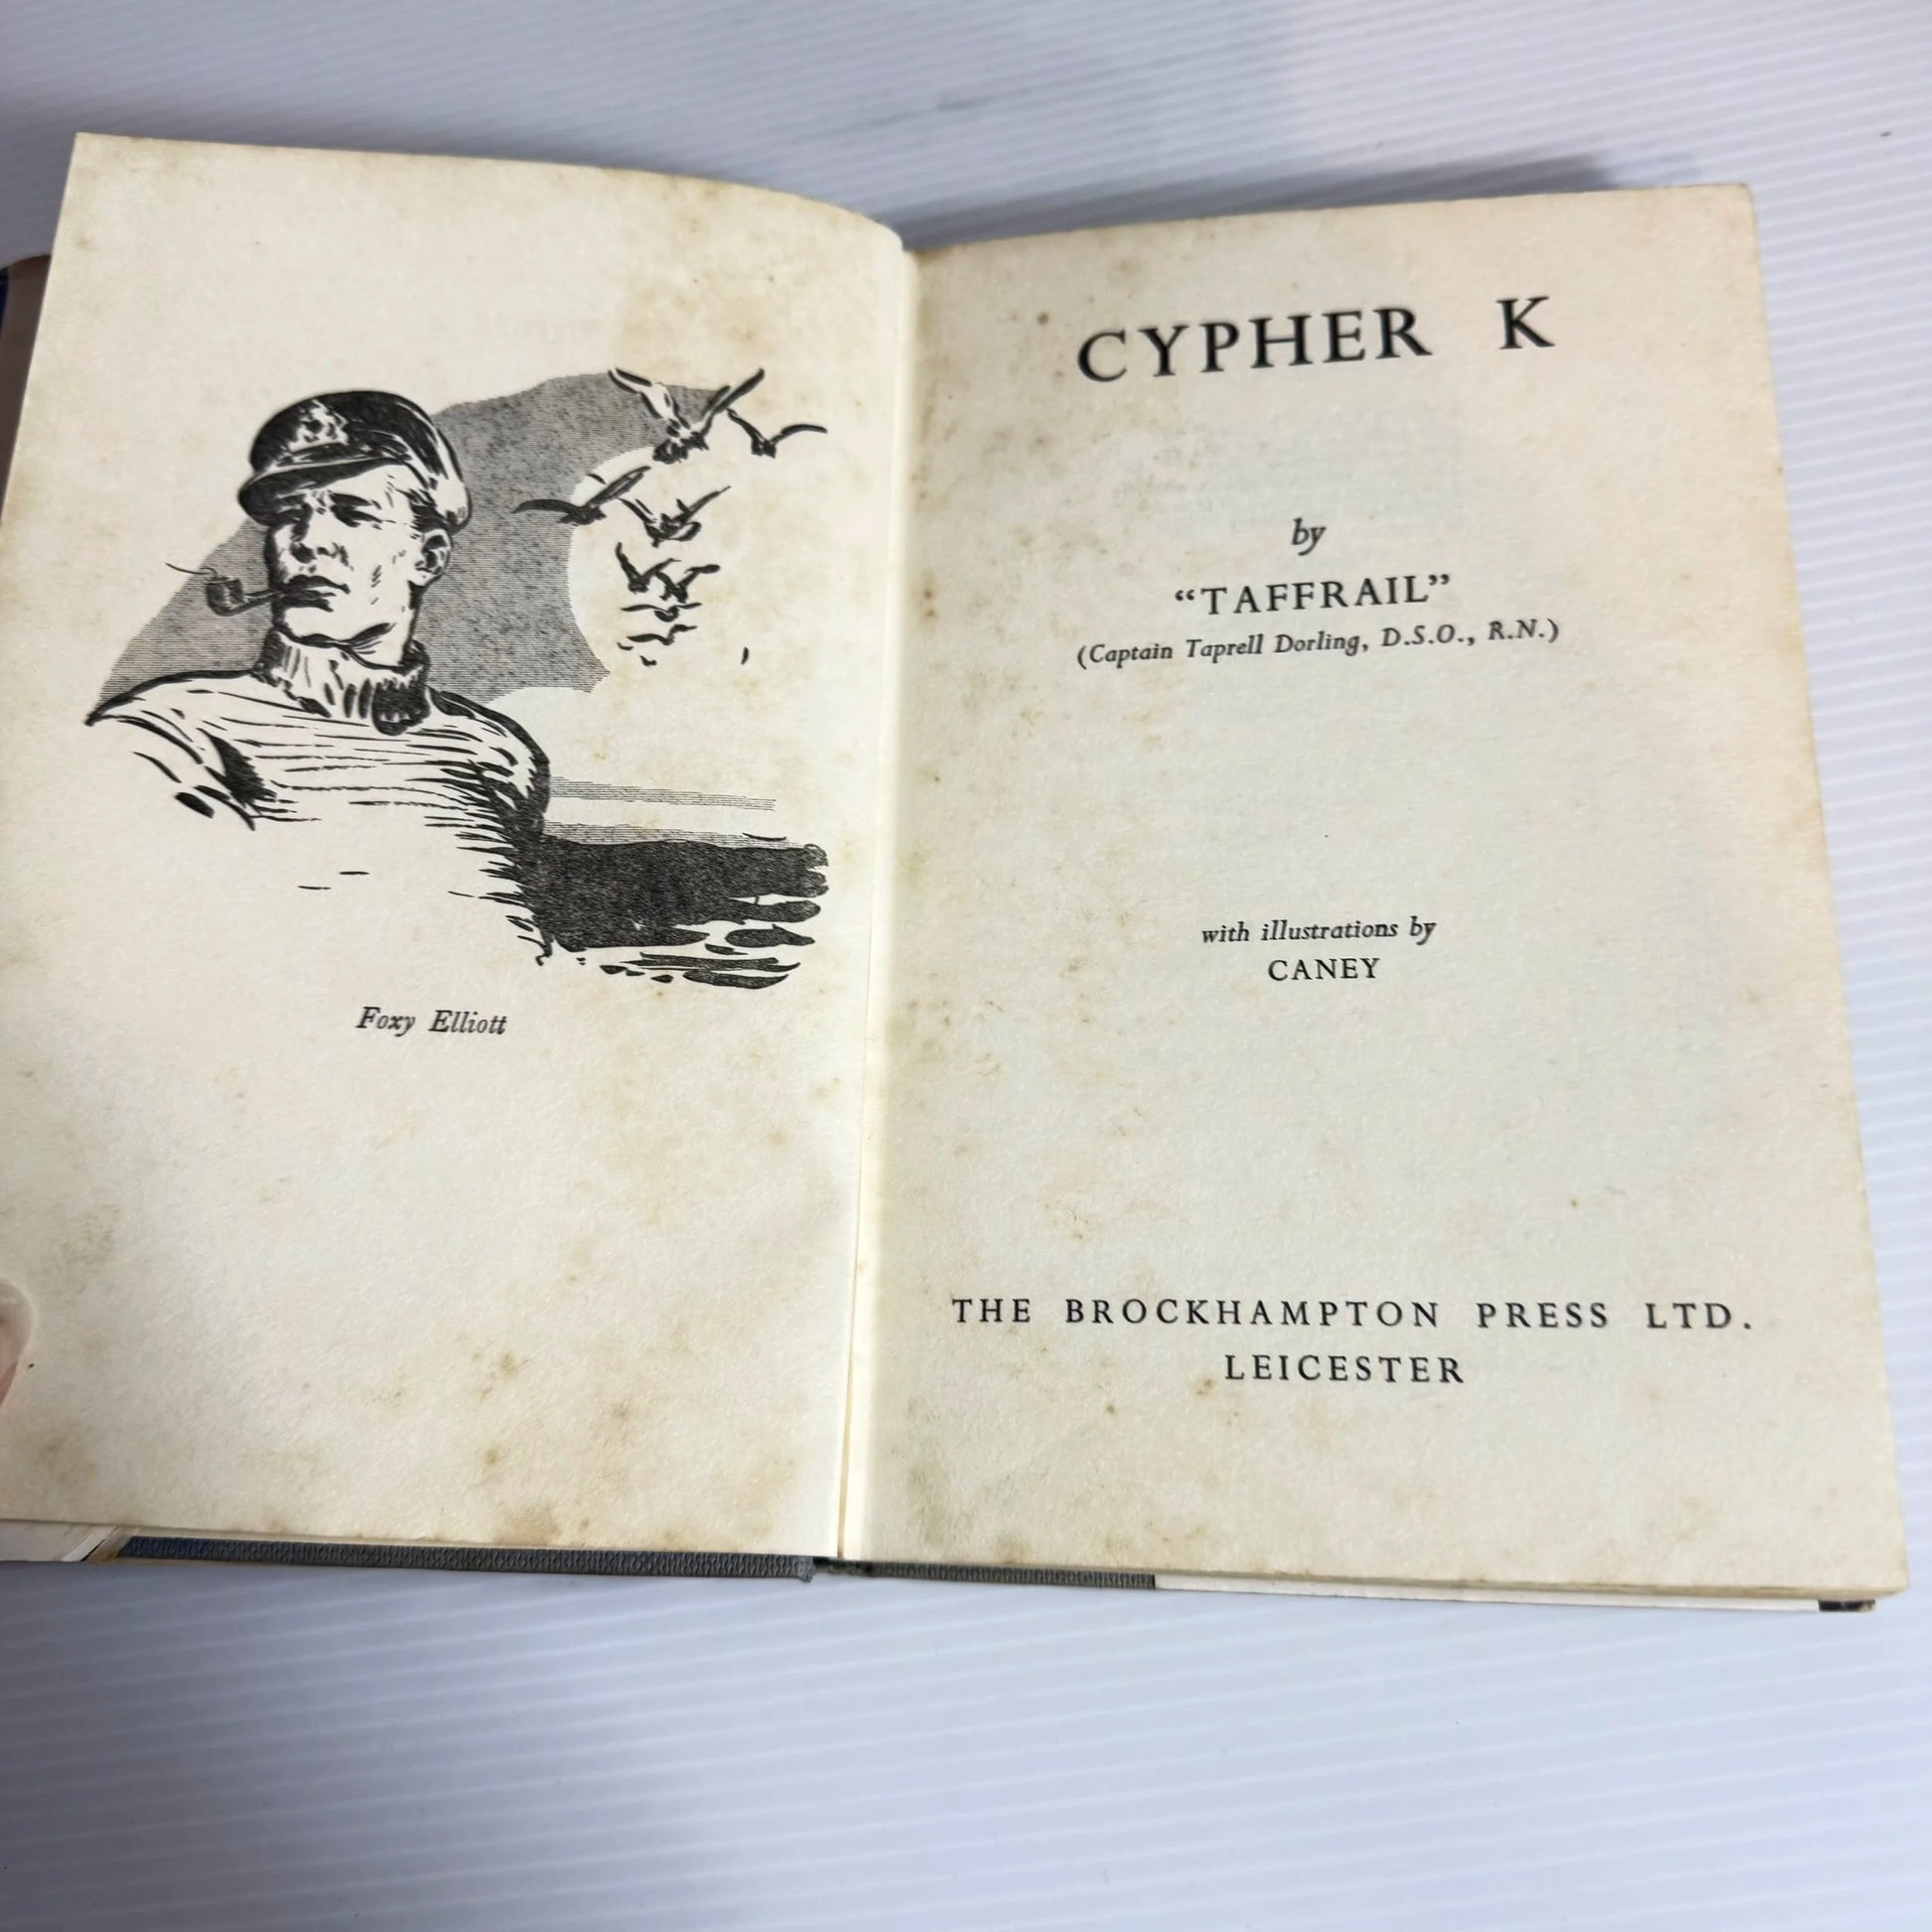 Foxy Elliott
CYPHER K
by
“TAFFRAIL”
(Captain Taprell Dorling, D.S.O., R.N.)
with illustrations by
CANEY
THE BROCKHAMPTON PRESS LTD.
LEICESTER